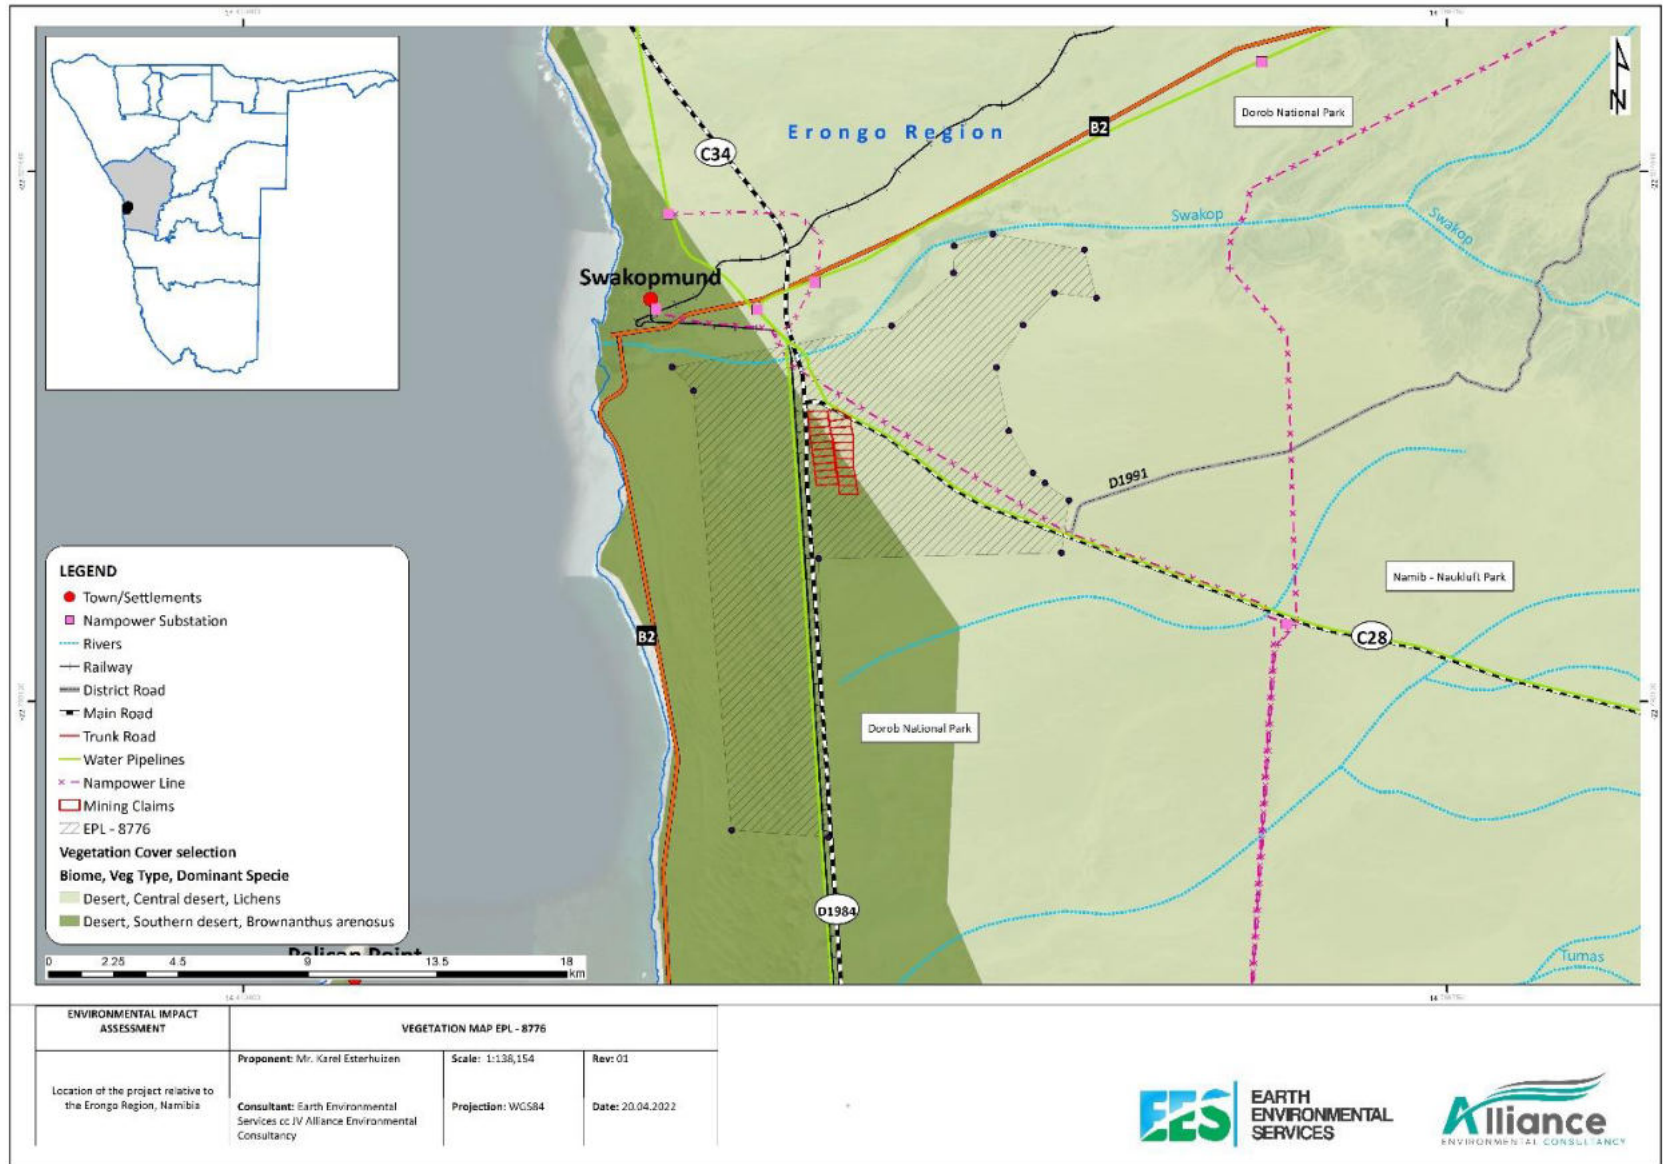 Erongo Region
Dorob National Park
B2
C34
Swakop
Swakop
Swakopmund
D1991
Namib - Naukluft Park
C28
B2
Dorob National Park
D1984
Tumas
LEGEND
Town/Settlements
Nampower Substation
Rivers
Railway
District Road
Main Road
Trunk Road
Water Pipelines
Nampower Line
Mining Claims
EPL - 8776
Vegetation Cover selection
Biome, Veg Type, Dominant Specie
Desert, Central desert, Lichens
Desert, Southern desert, Brownanthus arenosus
Pelican Point
0 2.25 4.5 9 13.5 18
km
N
ENVIRONMENTAL IMPACT
ASSESSMENT
VEGETATION MAP EPL - 8776
Location of the project relative to
the Erongo Region, Namibia
Proponent: Mr. Karel Esterhuizen
Scale: 1:138,154
Rev: 01
Consultant: Earth Environmental
Services cc JV Alliance Environmental
Consultancy
Projection: WGS84
Date: 20.04.2022
EES
EARTH
ENVIRONMENTAL
SERVICES
Alliance
ENVIRONMENTAL CONSULTANCY